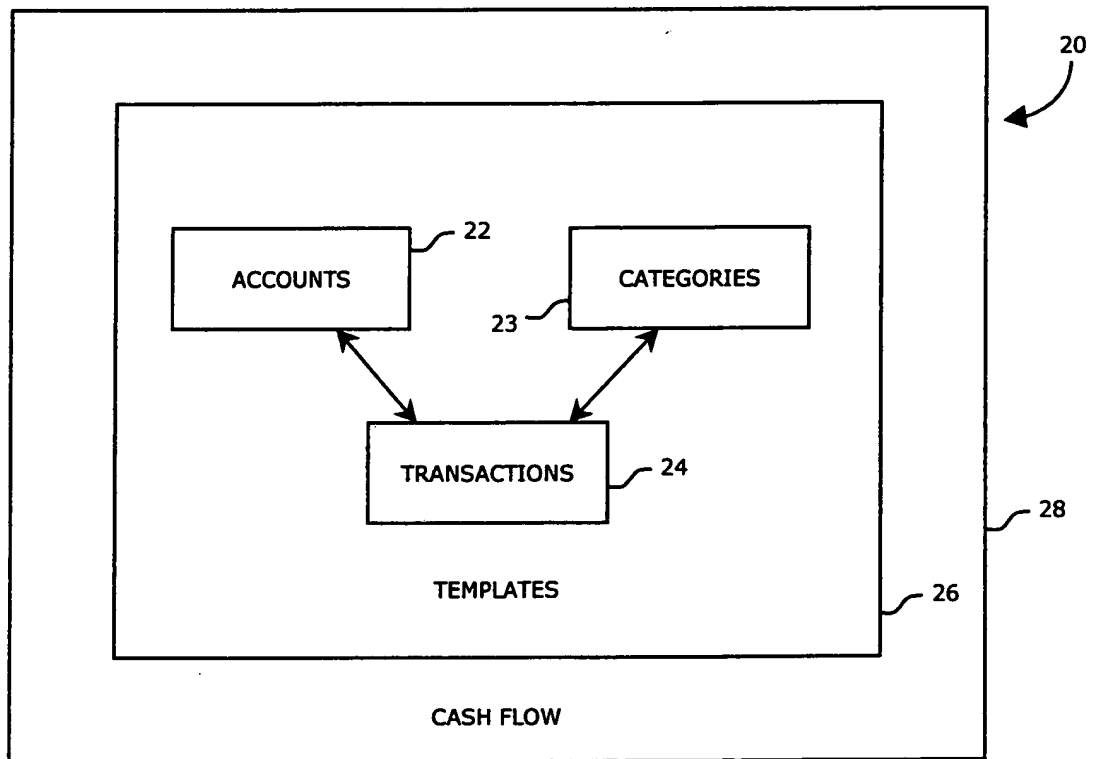 20
22
ACCOUNTS
CATEGORIES
23
TRANSACTIONS
24
28
TEMPLATES
26
CASH FLOW